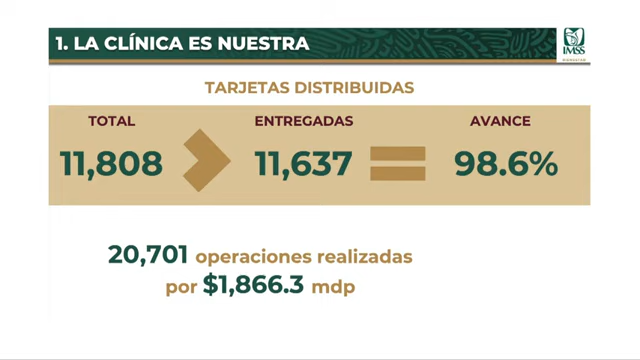 1. LA CLÍNICA ES NUESTRA
IMSS
BIENESTAR
TARJETAS DISTRIBUIDAS
TOTAL ENTREGADAS AVANCE
11,808 11,637 = 98.6%
20,701 operaciones realizadas
por $1,866.3 mdp